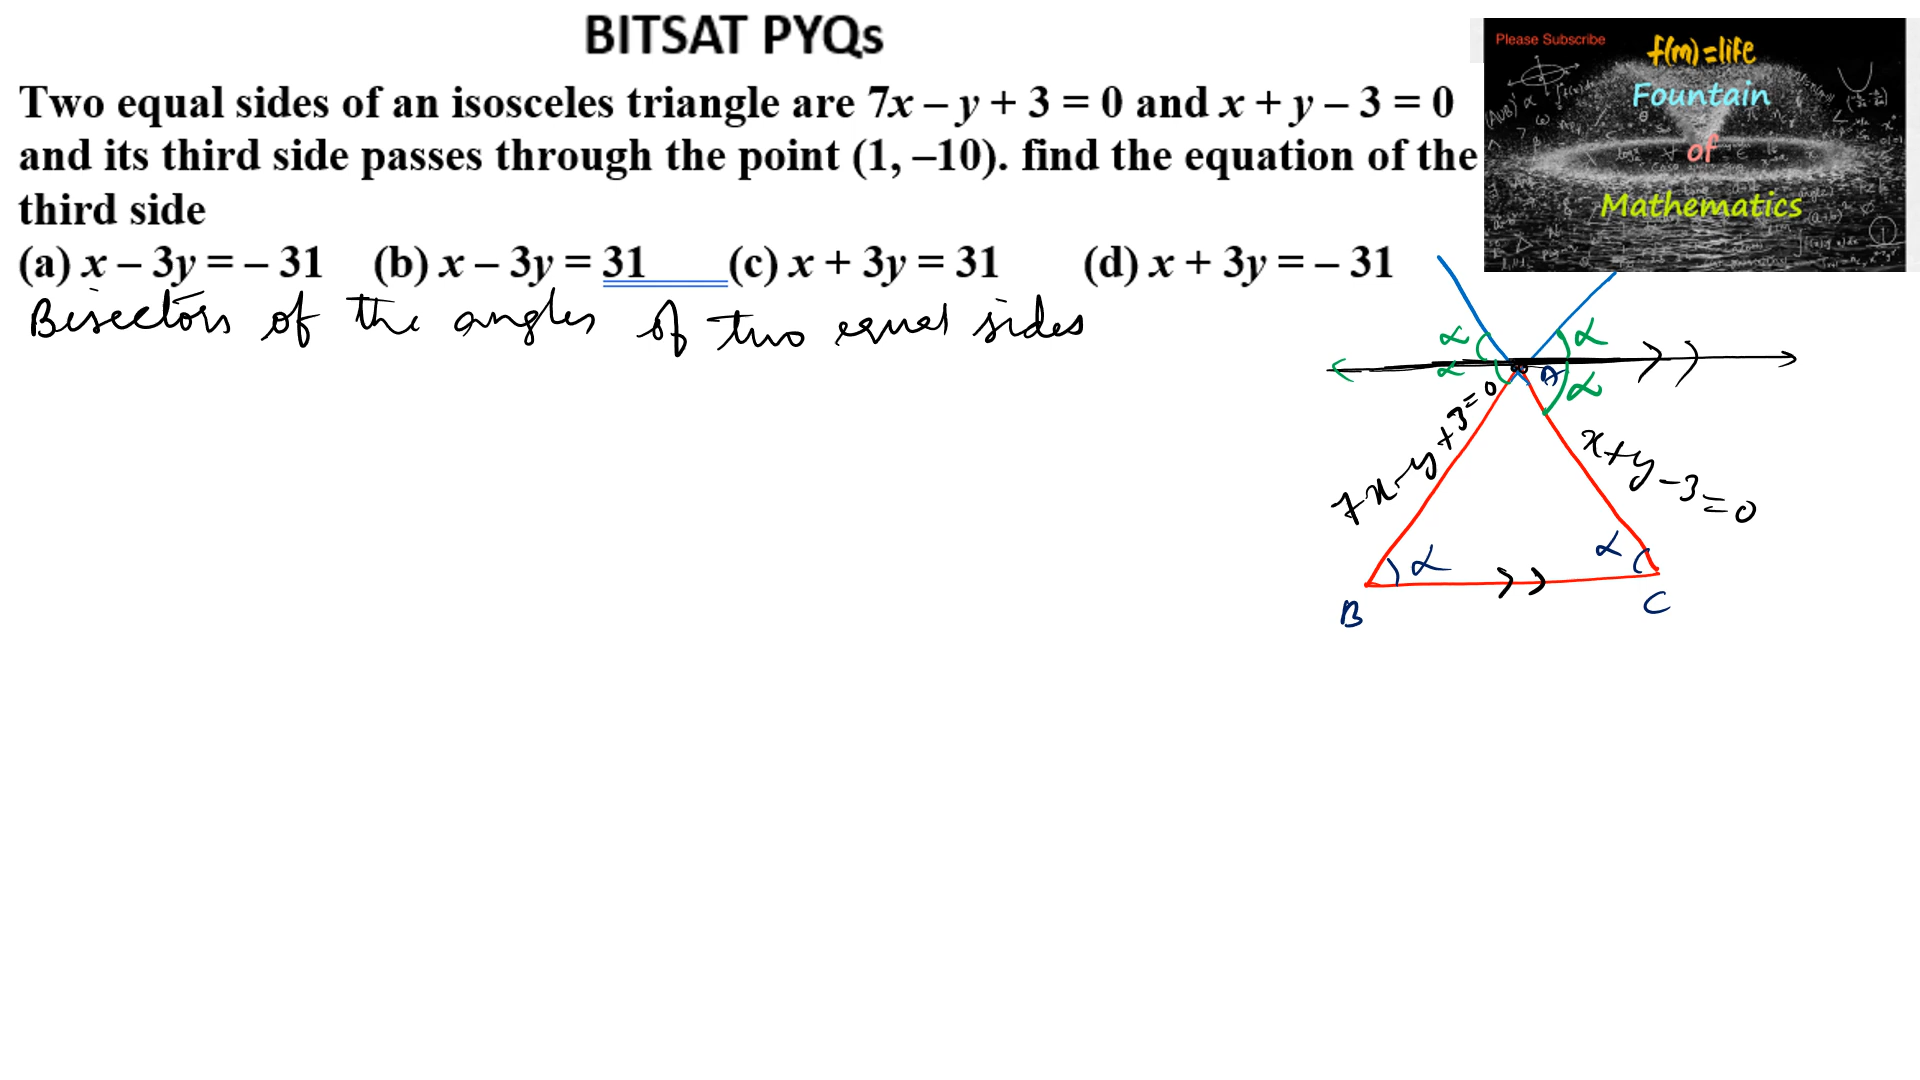 BITSAT PYQs
Please Subscribe
f(m)=life
Fountain
of
Mathematics
Two equal sides of an isosceles triangle are 7x – y + 3 = 0 and x + y – 3 = 0
and its third side passes through the point (1, –10). find the equation of the
third side
(a) x – 3y = – 31 (b) x – 3y = 31 (c) x + 3y = 31 (d) x + 3y = – 31
Bisectors of the angles of two equal sides
α α
α A α
7x-y+3=0
x+y-3=0
α α
B C